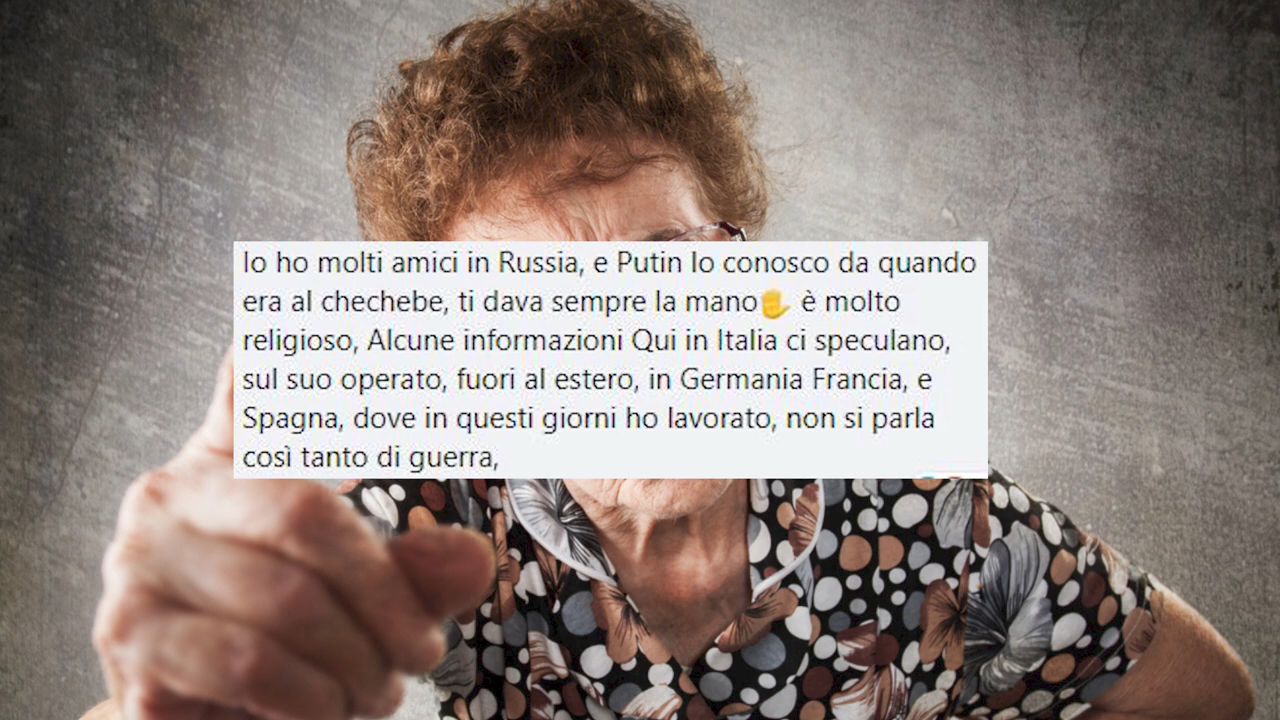 Io ho molti amici in Russia, e Putin lo conosco da quando
era al chechebe, ti dava sempre la mano✋ è molto
religioso, Alcune informazioni Qui in Italia ci speculano,
sul suo operato, fuori al estero, in Germania Francia, e
Spagna, dove in questi giorni ho lavorato, non si parla
così tanto di guerra,